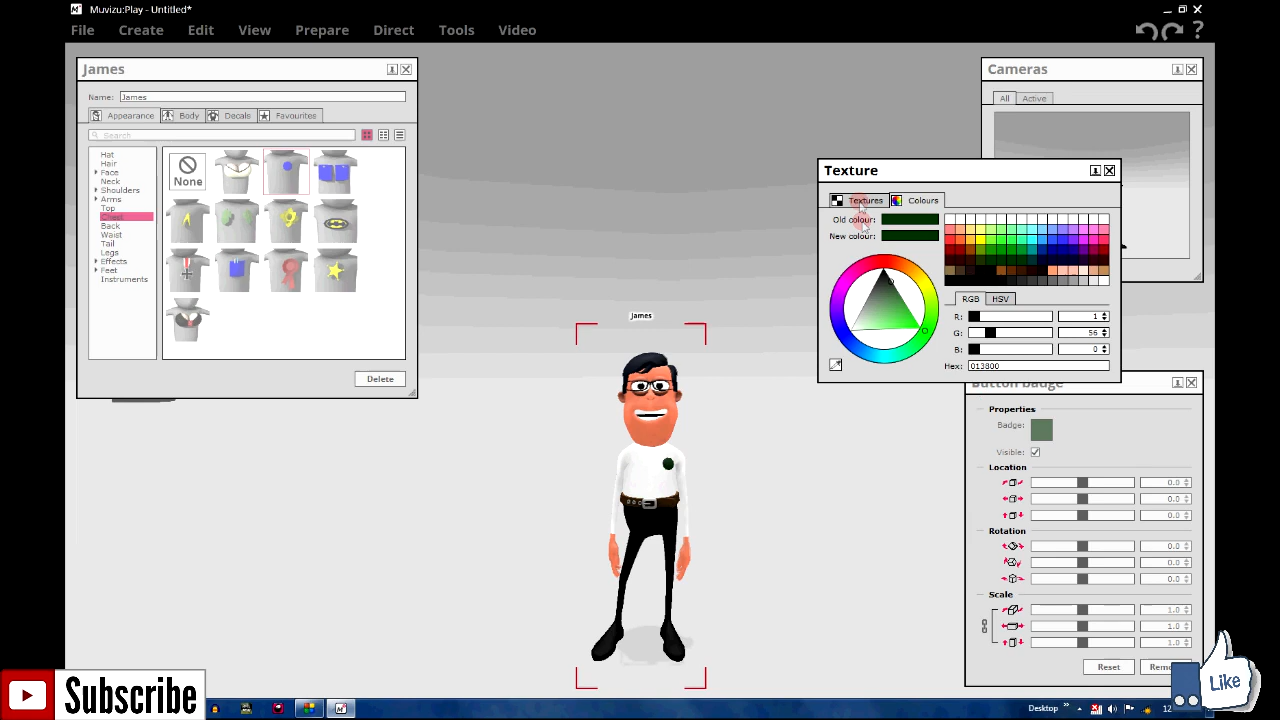 Muvizu:Play - Untitled*
File Create Edit View Prepare Direct Tools Video ?
James
Name: James
Appearance Body Decals Favourites
Search
Hat
Hair
Face
Neck
Shoulders
Arms
Top
Chest
Back
Waist
Tail
Legs
Effects
Feet
Instruments
None
Delete
Cameras
All Active
Texture
Textures Colours
Old colour:
New colour:
RGB HSV
R: 1
G: 56
B: 0
Hex: 013800
James
Button badge
Properties
Badge:
Visible:
Location
0.0
0.0
0.0
Rotation
0.0
0.0
0.0
Scale
1.0
1.0
1.0
Reset
Subscribe
Like
Desktop